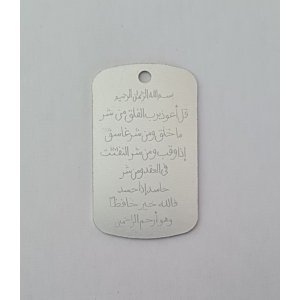 بسم الله الرحمن الرحيم
قل أعوذ برب الفلق من شر
ما خلق ومن شر غاسق
إذا وقب ومن شر النفثت
في العقد ومن شر
حاسد إذا حسد
فالله خير حافظا
وهو أرحم الراحمين